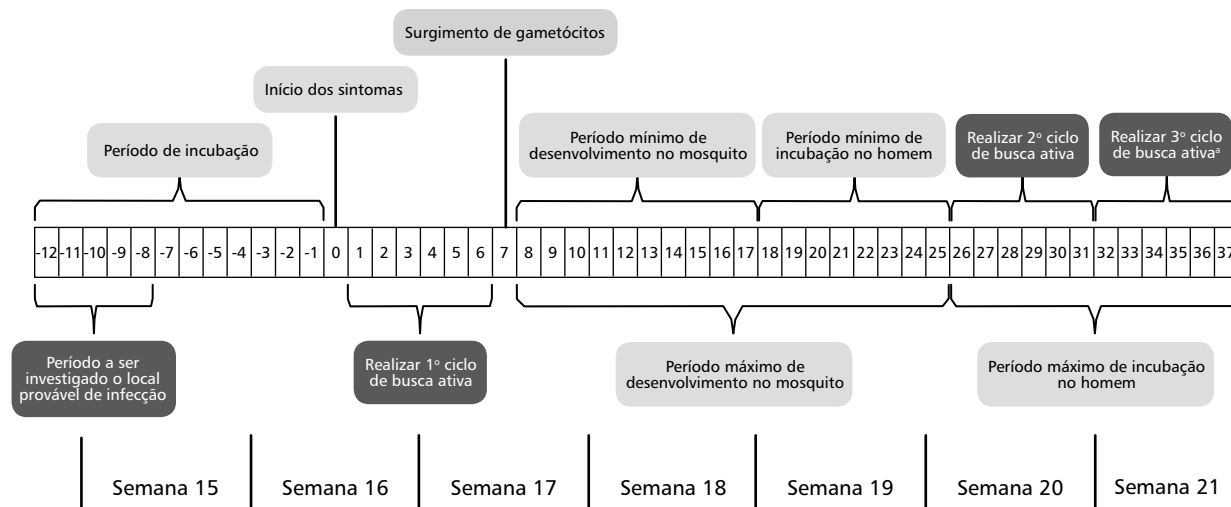 Surgimento de gametócitos
Início dos sintomas
Período de incubação
Período mínimo de
desenvolvimento no mosquito
Período mínimo de
incubação no homem
Realizar 2º ciclo
de busca ativa
Realizar 3º ciclo
de busca ativaª
-12 -11 -10 -9 -8 -7 -6 -5 -4 -3 -2 -1 0 1 2 3 4 5 6 7 8 9 10 11 12 13 14 15 16 17 18 19 20 21 22 23 24 25 26 27 28 29 30 31 32 33 34 35 36 37
Período a ser
investigado o local
provável de infecção
Realizar 1º ciclo
de busca ativa
Período máximo de
desenvolvimento no mosquito
Período máximo de incubação
no homem
Semana 15 Semana 16 Semana 17 Semana 18 Semana 19 Semana 20 Semana 21